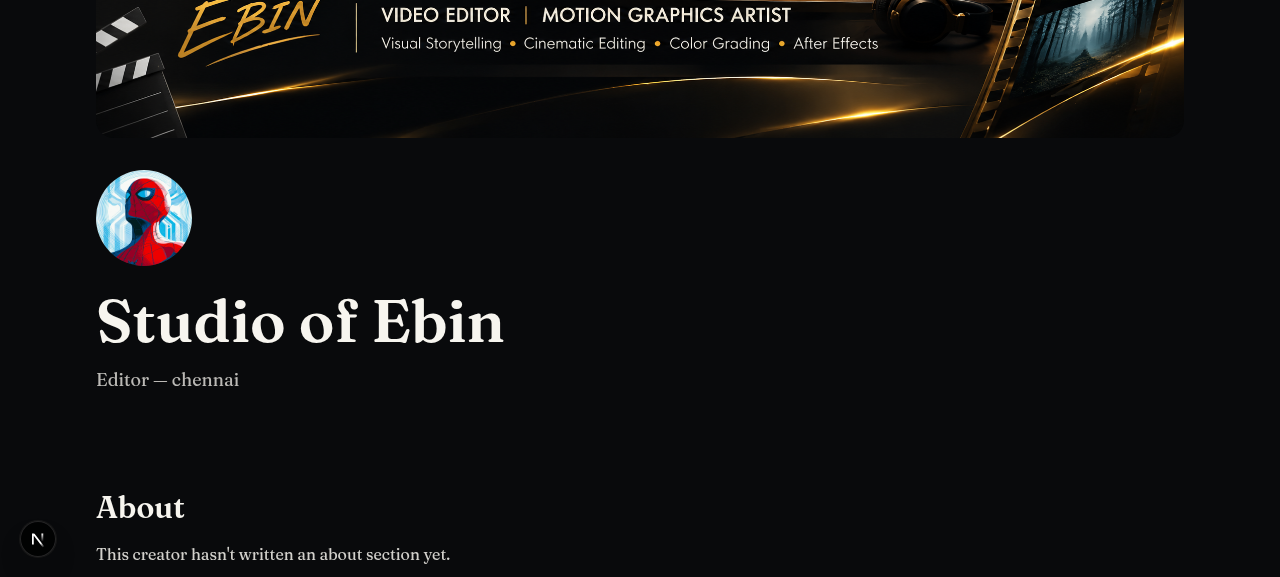 EBIN
VIDEO EDITOR | MOTION GRAPHICS ARTIST
Visual Storytelling • Cinematic Editing • Color Grading • After Effects
Studio of Ebin
Editor — chennai
About
This creator hasn't written an about section yet.
N